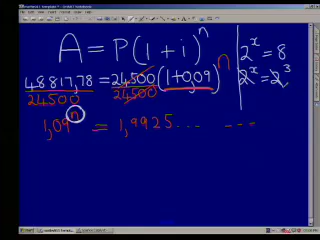 A = P(1 + i)^n
2^x = 8
48817,78/24500 = 24500/24500 (1+0,09)^n
2^x = 2^3
1,09^n = 1,9925... ---